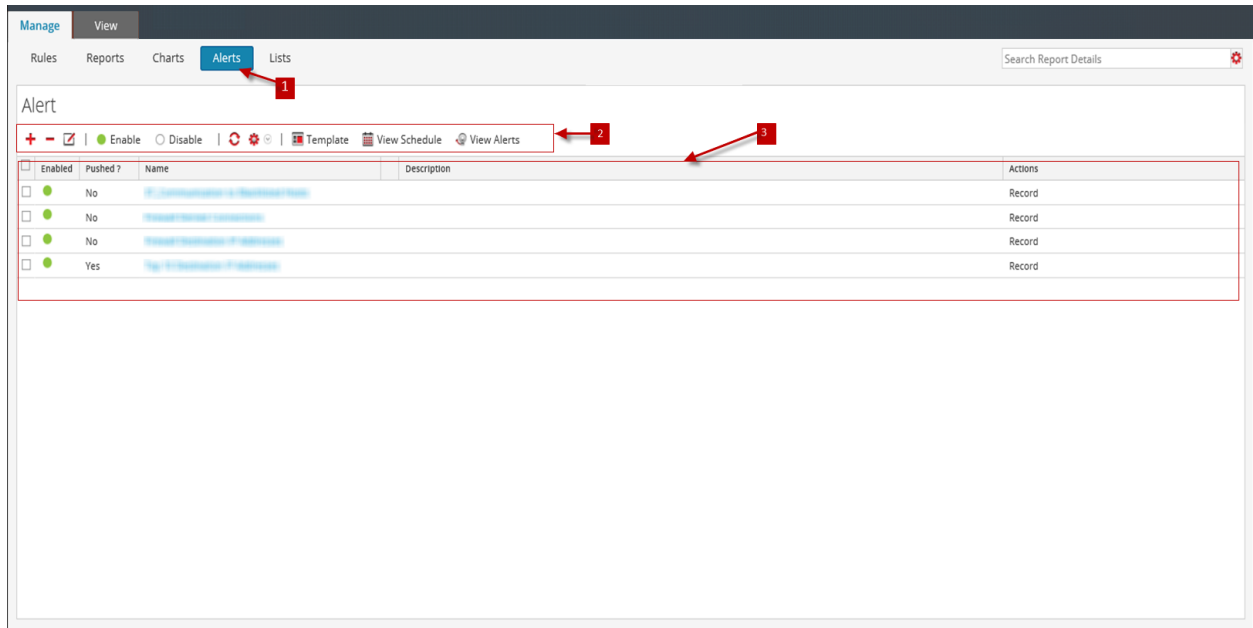 Manage View
Rules Reports Charts Alerts Lists Search Report Details
1
Alert
Enable Disable Template View Schedule View Alerts 2
3
Enabled Pushed ? Name Description Actions
No Record
No Record
No Record
Yes Record